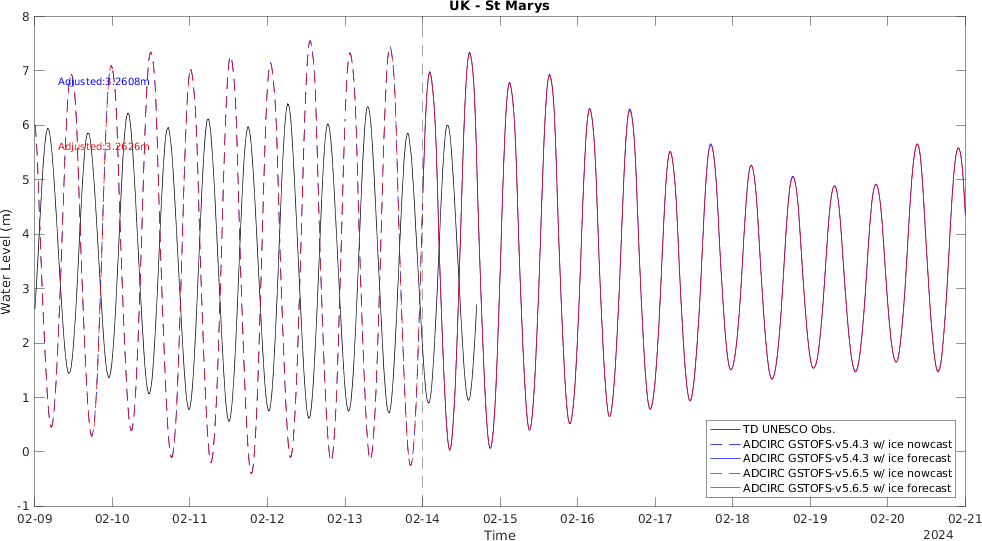 UK - St Marys
8
7
6
5
4
3
2
1
0
-1
Water Level (m)
Adjusted:3.2608m
Adjusted:3.2626m
TD UNESCO Obs.
ADCIRC GSTOFS-v5.4.3 w/ ice nowcast
ADCIRC GSTOFS-v5.4.3 w/ ice forecast
ADCIRC GSTOFS-v5.6.5 w/ ice nowcast
ADCIRC GSTOFS-v5.6.5 w/ ice forecast
02-09 02-10 02-11 02-12 02-13 02-14 02-15 02-16 02-17 02-18 02-19 02-20 02-21
Time
2024